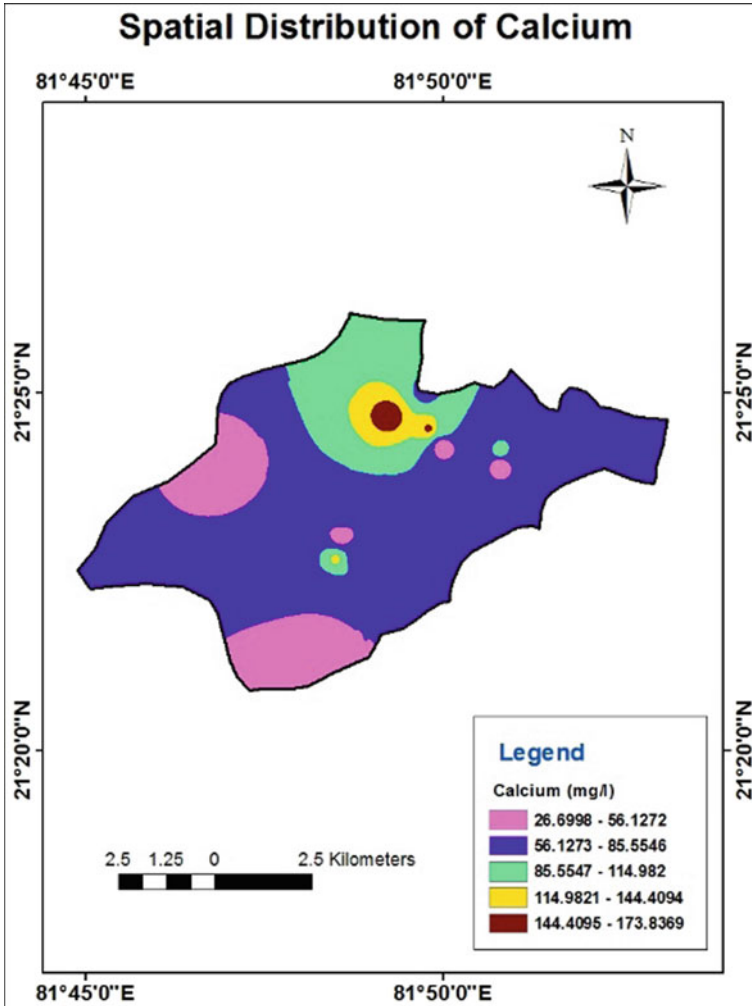 Spatial Distribution of Calcium
81°45'0"E 81°50'0"E
N
21°25'0"N 21°25'0"N
21°20'0"N 21°20'0"N
Legend
Calcium (mg/l)
26.6998 - 56.1272
56.1273 - 85.5546
85.5547 - 114.982
114.9821 - 144.4094
144.4095 - 173.8369
2.5 1.25 0 2.5 Kilometers
81°45'0"E 81°50'0"E